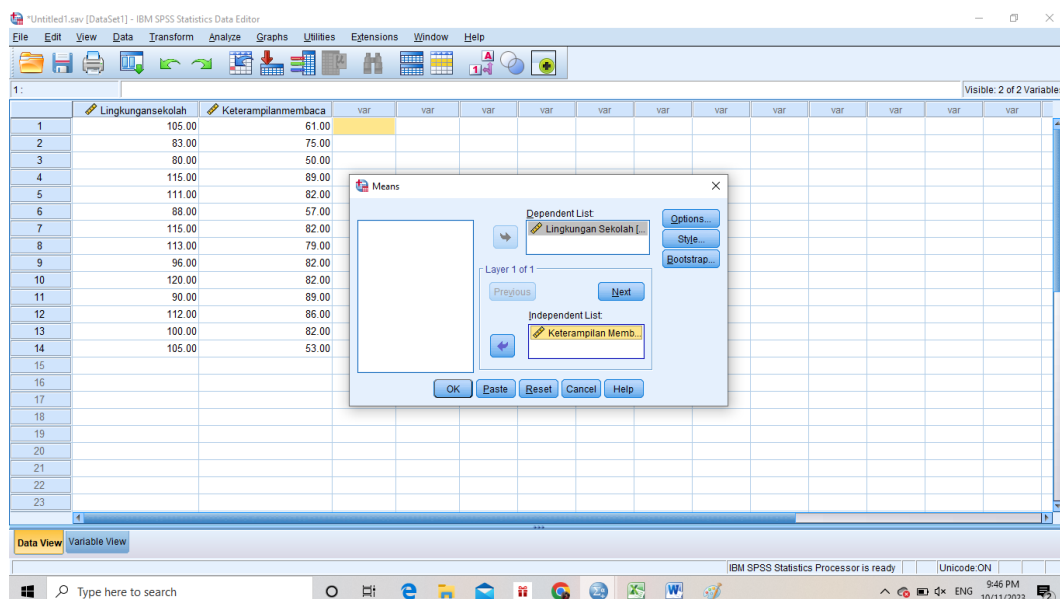 *Untitled1.sav [DataSet1] - IBM SPSS Statistics Data Editor
File Edit View Data Transform Analyze Graphs Utilities Extensions Window Help
1 :
Visible: 2 of 2 Variables
Lingkungansekolah Keterampilanmembaca var var var var var var var var var var var
1 105.00 61.00
2 83.00 75.00
3 80.00 50.00
4 115.00 89.00
5 111.00 82.00
6 88.00 57.00
7 115.00 82.00
8 113.00 79.00
9 96.00 82.00
10 120.00 82.00
11 90.00 89.00
12 112.00 86.00
13 100.00 82.00
14 105.00 53.00
15
16
17
18
19
20
21
22
23
Means
Dependent List:
Lingkungan Sekolah [...
Options...
Style...
Bootstrap...
Layer 1 of 1
Previous Next
Independent List:
Keterampilan Memb...
OK Paste Reset Cancel Help
Data View Variable View
IBM SPSS Statistics Processor is ready Unicode:ON
Type here to search
ENG
9:46 PM
10/11/2023